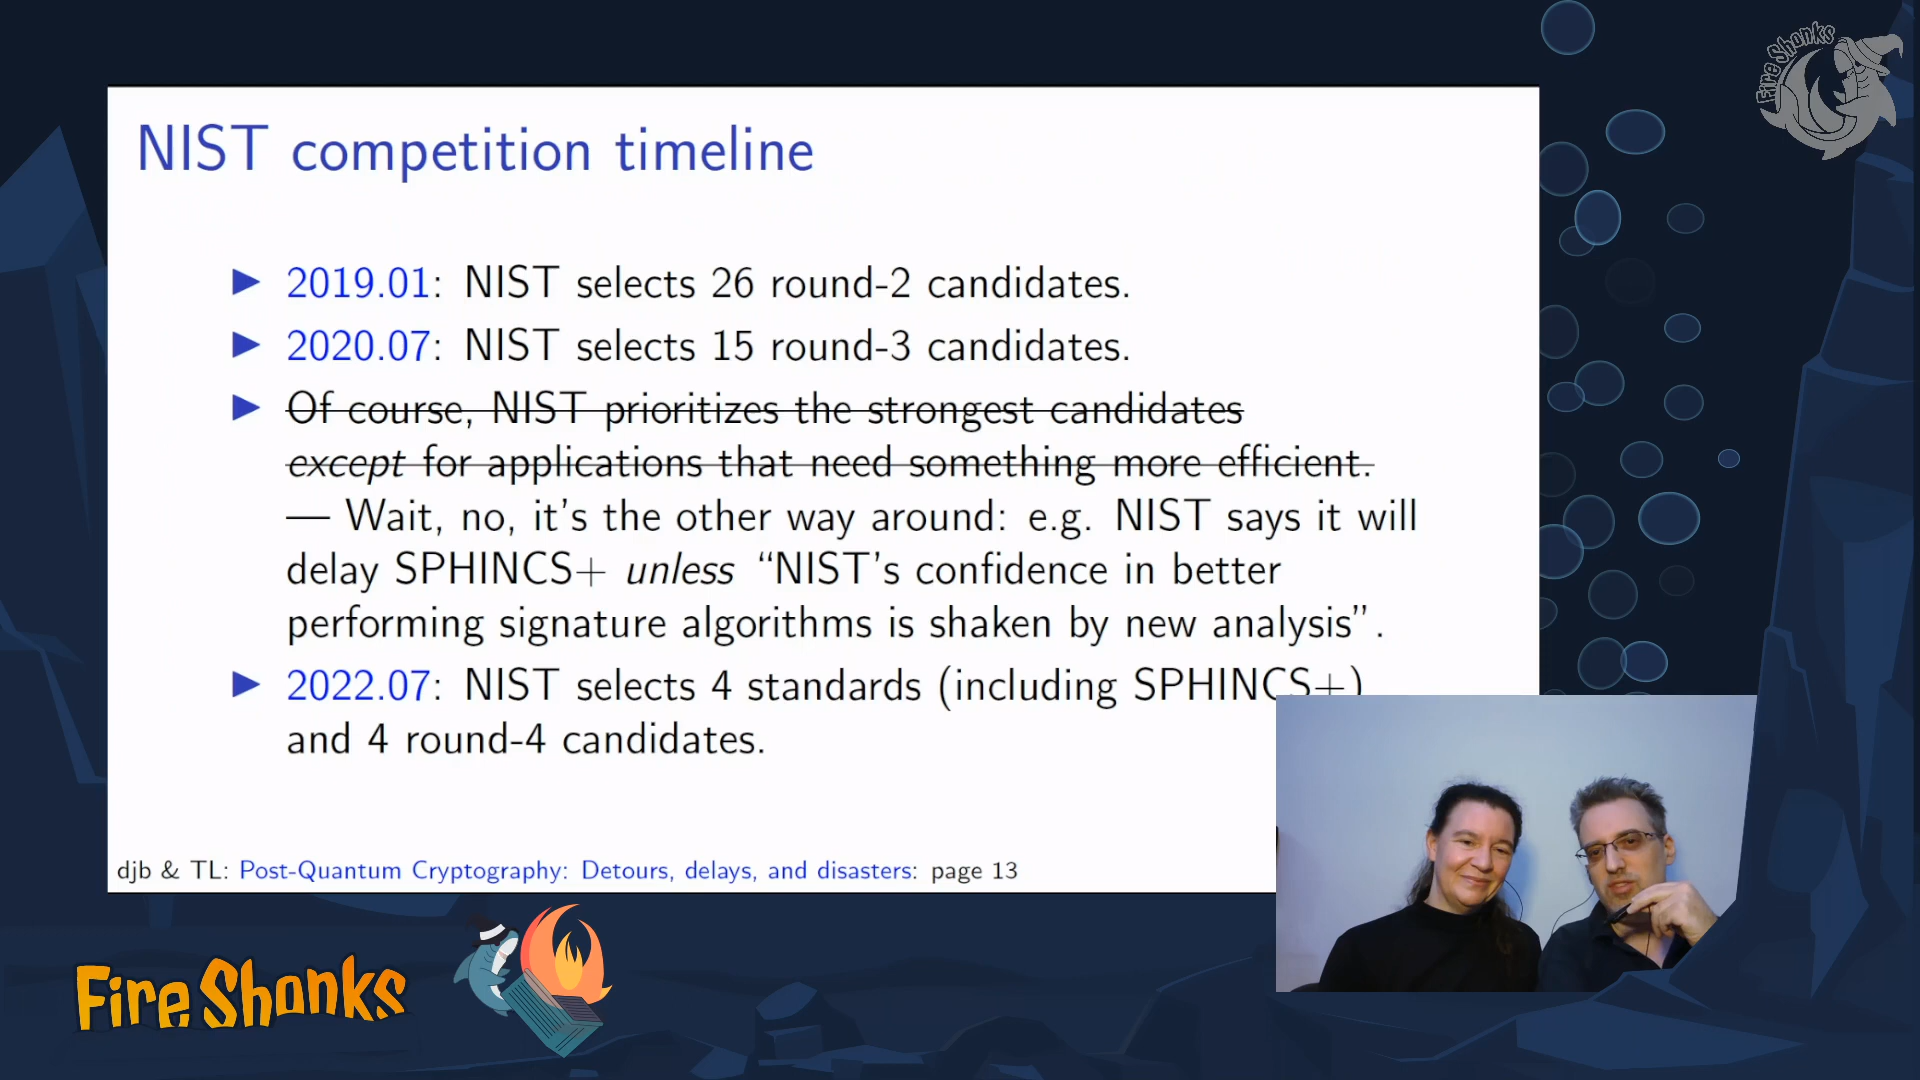 Fire Shonks
NIST competition timeline
▶ 2019.01: NIST selects 26 round-2 candidates.
▶ 2020.07: NIST selects 15 round-3 candidates.
▶ Of course, NIST prioritizes the strongest candidates
except for applications that need something more efficient.
— Wait, no, it's the other way around: e.g. NIST says it will
delay SPHINCS+ unless “NIST's confidence in better
performing signature algorithms is shaken by new analysis”.
▶ 2022.07: NIST selects 4 standards (including SPHINCS+)
and 4 round-4 candidates.
djb & TL: Post-Quantum Cryptography: Detours, delays, and disasters: page 13
Fire Shonks